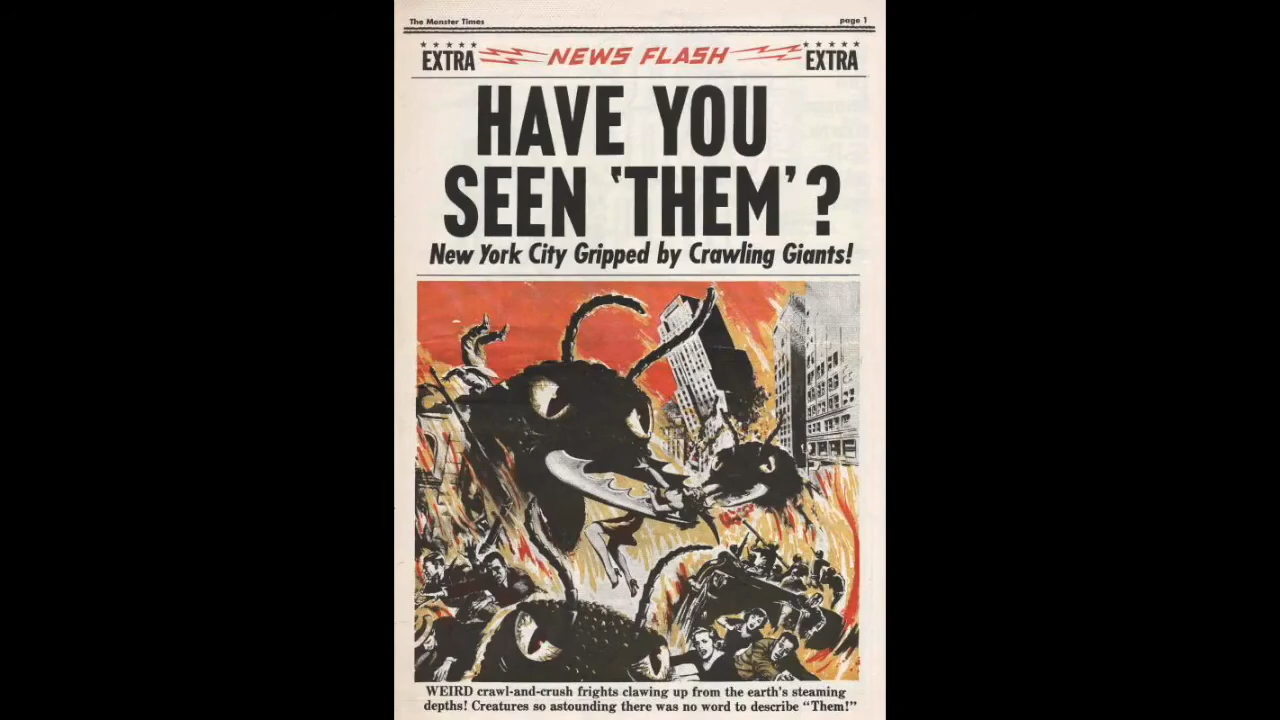 The Monster Times page 1
EXTRA NEWS FLASH EXTRA
HAVE YOU
SEEN 'THEM'?
New York City Gripped by Crawling Giants!
WEIRD crawl-and-crush frights clawing up from the earth's steaming
depths! Creatures so astounding there was no word to describe "Them!"